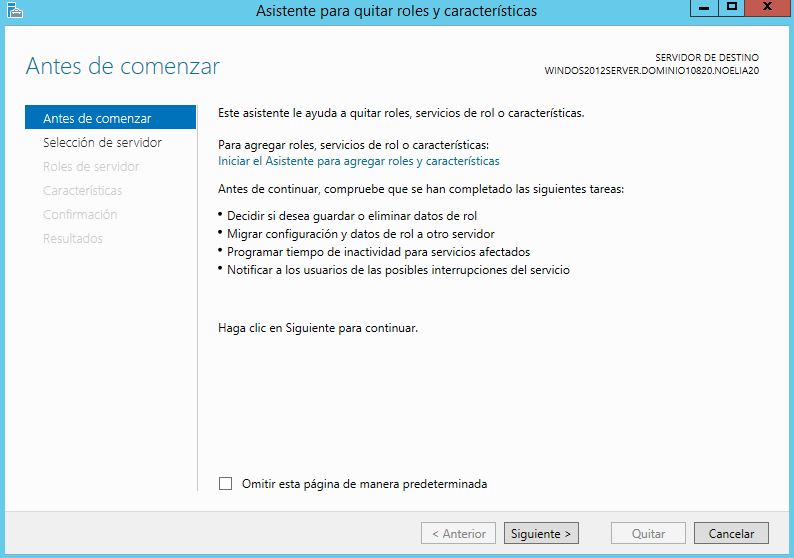 Asistente para quitar roles y características
Antes de comenzar
SERVIDOR DE DESTINO
WINDOS2012SERVER.DOMINIO10820.NOELIA20
Antes de comenzar
Selección de servidor
Roles de servidor
Características
Confirmación
Resultados
Este asistente le ayuda a quitar roles, servicios de rol o características.
Para agregar roles, servicios de rol o características:
Iniciar el Asistente para agregar roles y características
Antes de continuar, compruebe que se han completado las siguientes tareas:
• Decidir si desea guardar o eliminar datos de rol
• Migrar configuración y datos de rol a otro servidor
• Programar tiempo de inactividad para servicios afectados
• Notificar a los usuarios de las posibles interrupciones del servicio
Haga clic en Siguiente para continuar.
Omitir esta página de manera predeterminada
< Anterior
Siguiente >
Quitar
Cancelar